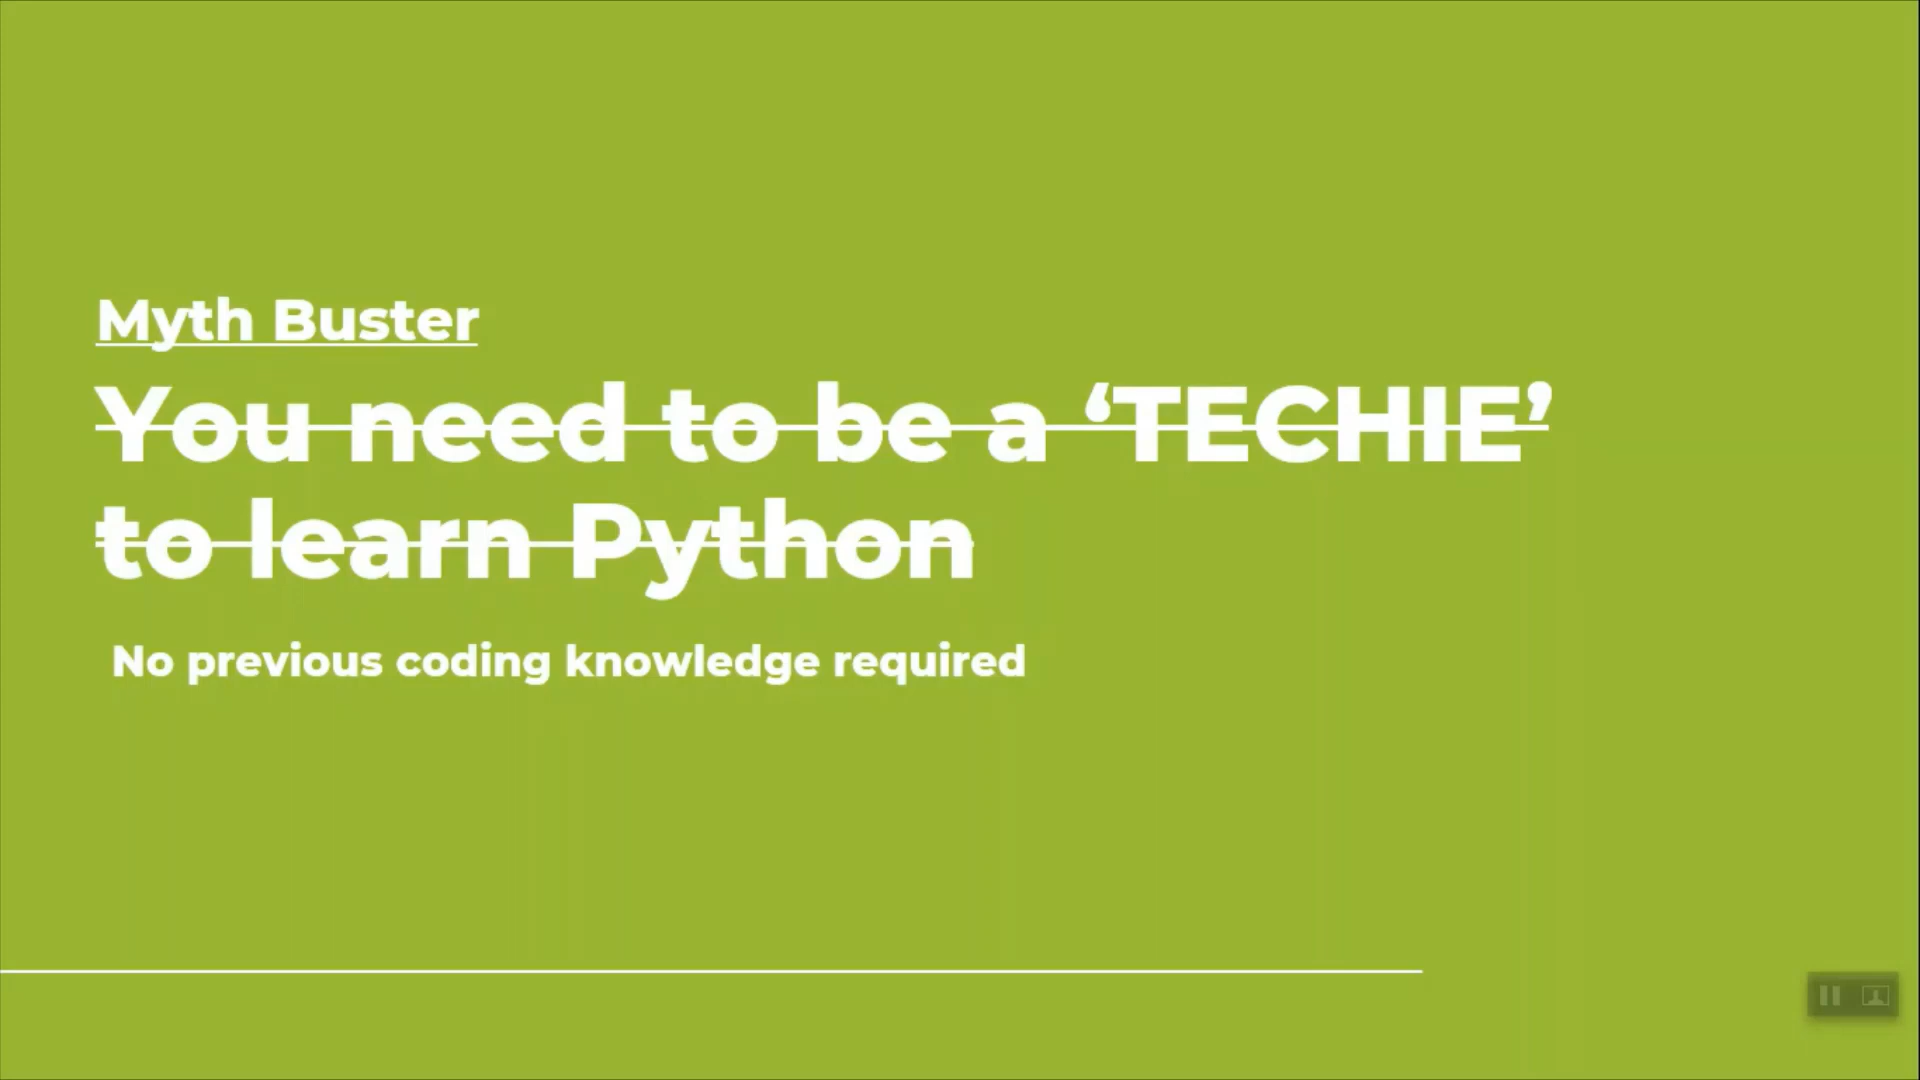 Myth Buster
You need to be a ‘TECHIE’
to learn Python
No previous coding knowledge required